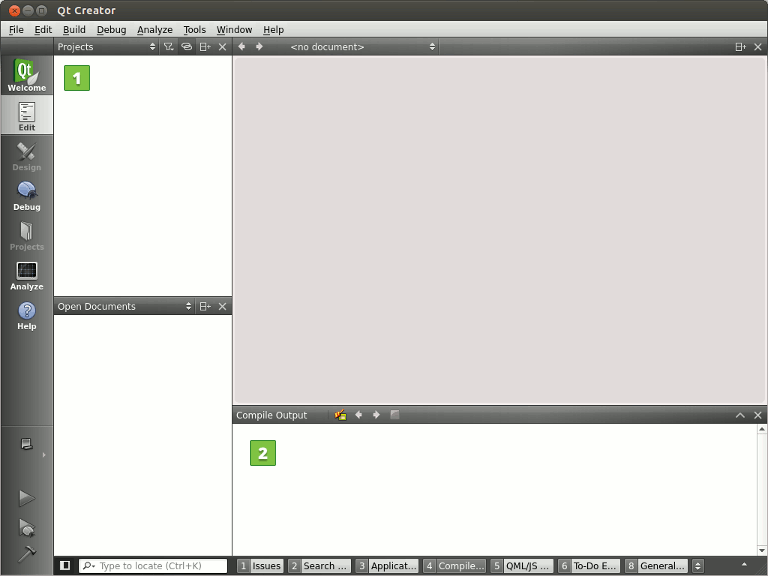 Qt Creator
File Edit Build Debug Analyze Tools Window Help
Projects
<no document>
1
Qt
Welcome
Edit
Design
Debug
Projects
Analyze
Help
Open Documents
Compile Output
2
Type to locate (Ctrl+K)
1 Issues 2 Search ... 3 Applicat... 4 Compile... 5 QML/JS ... 6 To-Do E... 8 General...